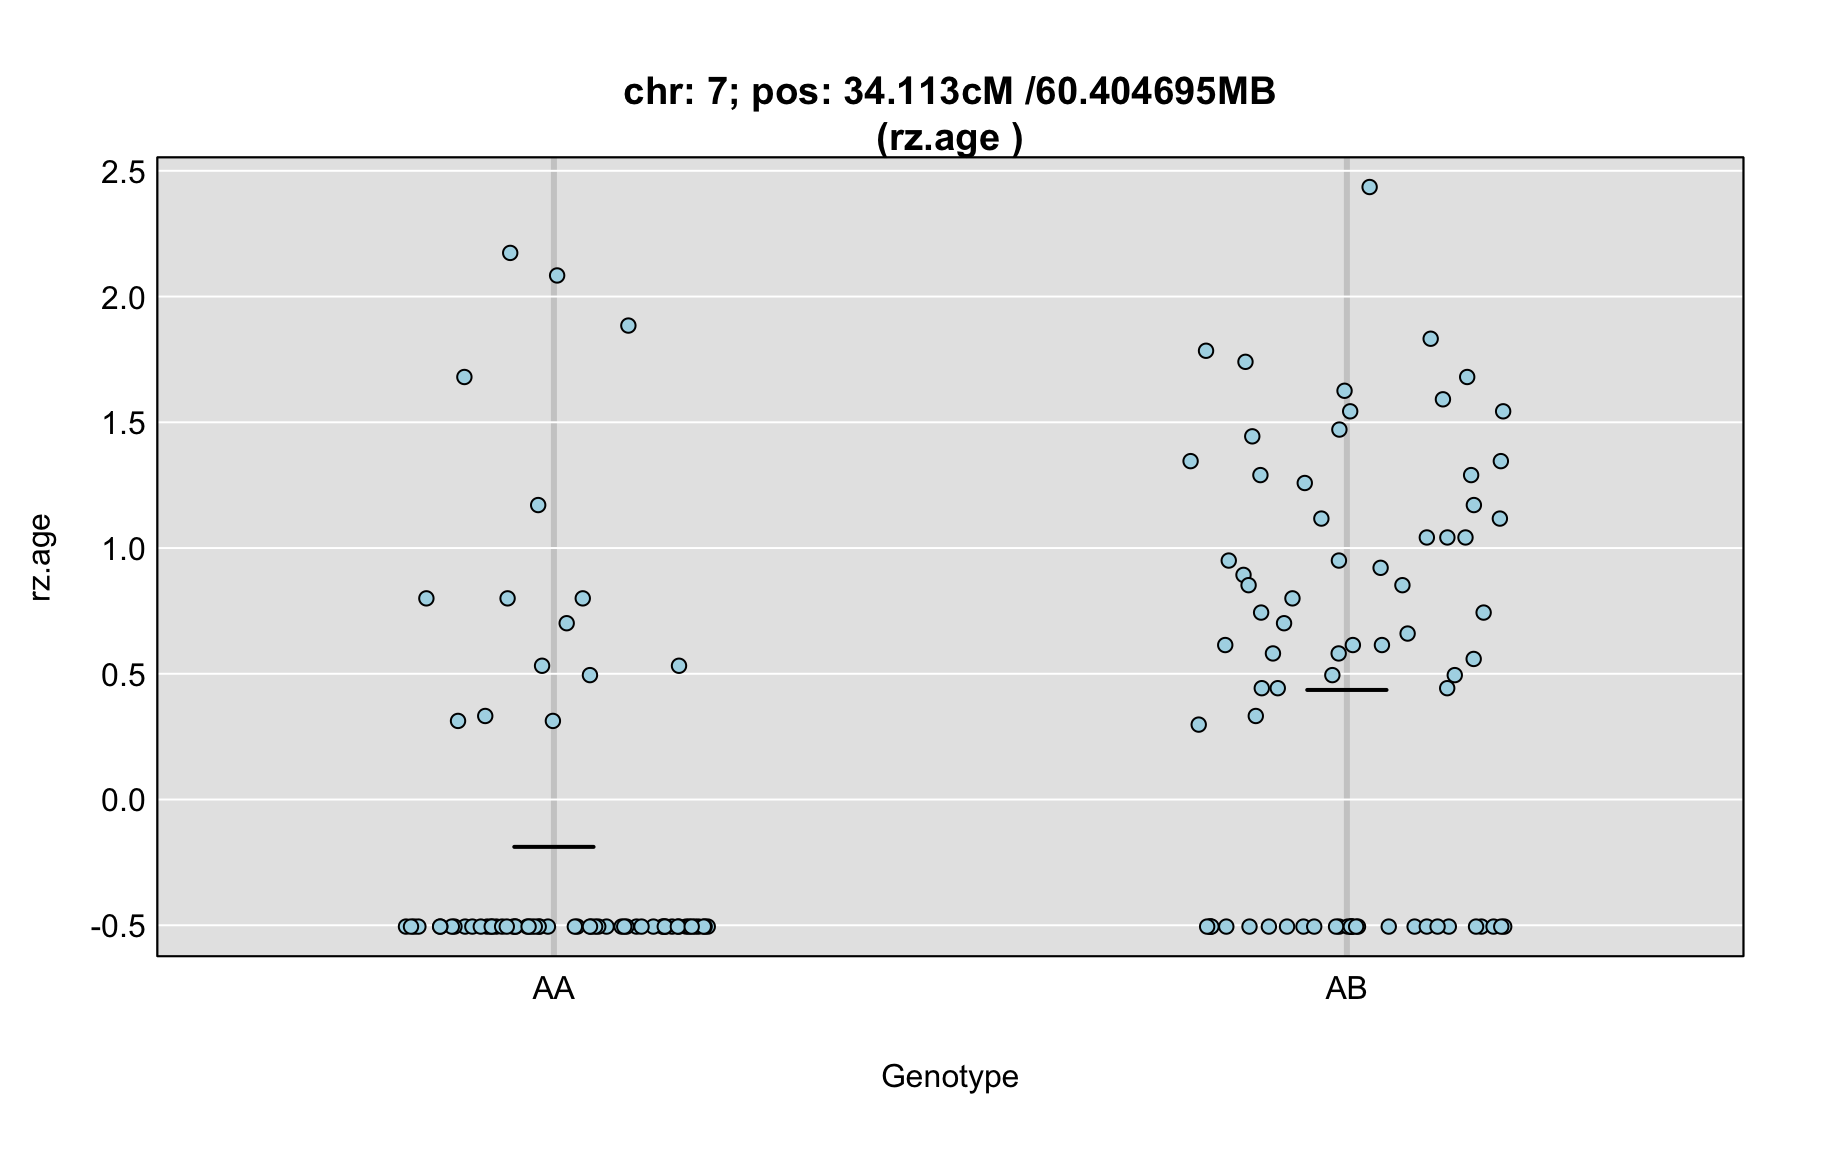 chr: 7; pos: 34.113cM /60.404695MB
(rz.age )
2.5
2.0
1.5
1.0
0.5
0.0
-0.5
rz.age
AA
AB
Genotype